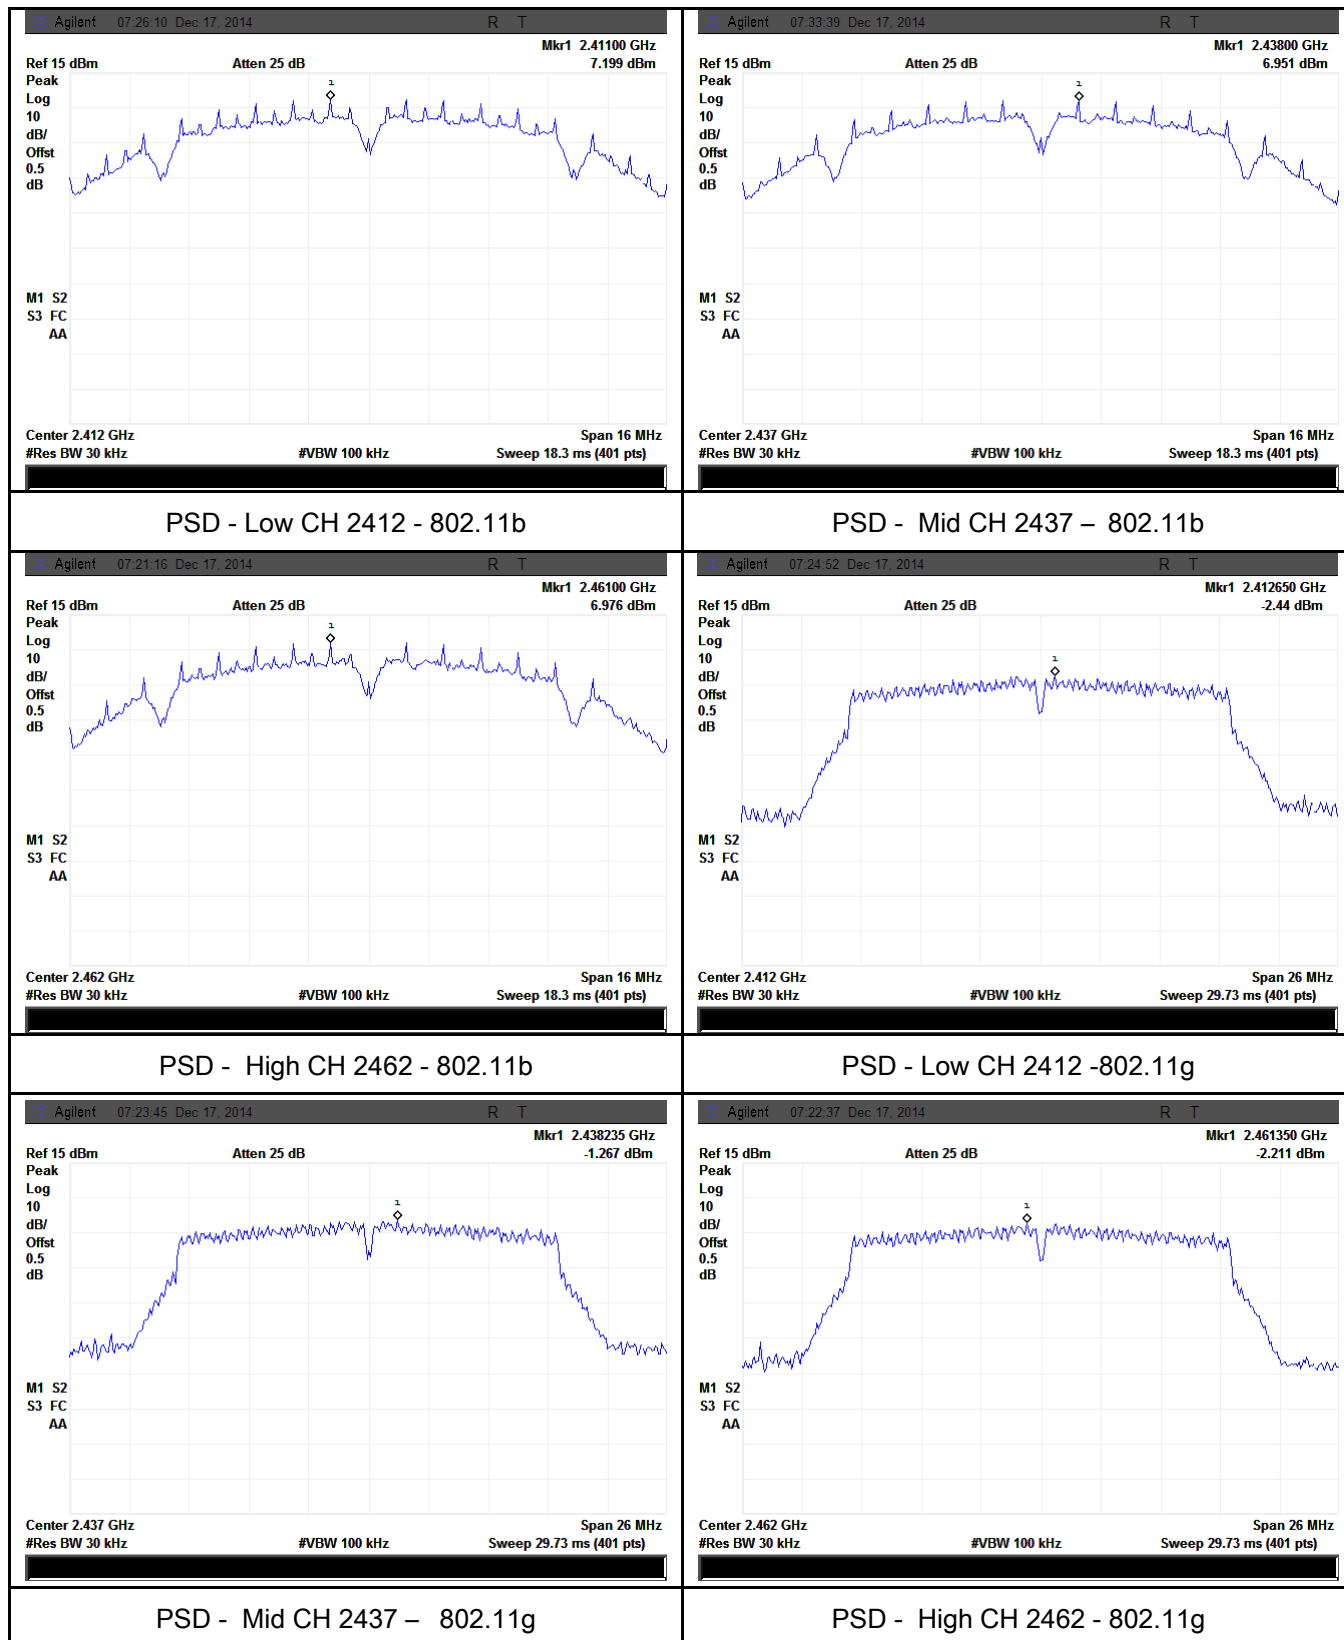 Agilent 07:26:10 Dec 17, 2014 R T
Mkr1 2.41100 GHz
Ref 15 dBm Atten 25 dB 7.199 dBm
Peak
Log
10
dB/
Offst
0.5
dB
1
M1 S2
S3 FC
AA
Center 2.412 GHz Span 16 MHz
#Res BW 30 kHz #VBW 100 kHz Sweep 18.3 ms (401 pts)
PSD - Low CH 2412 - 802.11b
Agilent 07:33:39 Dec 17, 2014 R T
Mkr1 2.43800 GHz
Ref 15 dBm Atten 25 dB 6.951 dBm
Peak
Log
10
dB/
Offst
0.5
dB
1
M1 S2
S3 FC
AA
Center 2.437 GHz Span 16 MHz
#Res BW 30 kHz #VBW 100 kHz Sweep 18.3 ms (401 pts)
PSD - Mid CH 2437 – 802.11b
Agilent 07:21:16 Dec 17, 2014 R T
Mkr1 2.46100 GHz
Ref 15 dBm Atten 25 dB 6.976 dBm
Peak
Log
10
dB/
Offst
0.5
dB
1
M1 S2
S3 FC
AA
Center 2.462 GHz Span 16 MHz
#Res BW 30 kHz #VBW 100 kHz Sweep 18.3 ms (401 pts)
PSD - High CH 2462 - 802.11b
Agilent 07:24:52 Dec 17, 2014 R T
Mkr1 2.412650 GHz
Ref 15 dBm Atten 25 dB -2.44 dBm
Peak
Log
10
dB/
Offst
0.5
dB
1
M1 S2
S3 FC
AA
Center 2.412 GHz Span 26 MHz
#Res BW 30 kHz #VBW 100 kHz Sweep 29.73 ms (401 pts)
PSD - Low CH 2412 -802.11g
Agilent 07:23:45 Dec 17, 2014 R T
Mkr1 2.438235 GHz
Ref 15 dBm Atten 25 dB -1.267 dBm
Peak
Log
10
dB/
Offst
0.5
dB
1
M1 S2
S3 FC
AA
Center 2.437 GHz Span 26 MHz
#Res BW 30 kHz #VBW 100 kHz Sweep 29.73 ms (401 pts)
PSD - Mid CH 2437 – 802.11g
Agilent 07:22:37 Dec 17, 2014 R T
Mkr1 2.461350 GHz
Ref 15 dBm Atten 25 dB -2.211 dBm
Peak
Log
10
dB/
Offst
0.5
dB
1
M1 S2
S3 FC
AA
Center 2.462 GHz Span 26 MHz
#Res BW 30 kHz #VBW 100 kHz Sweep 29.73 ms (401 pts)
PSD - High CH 2462 - 802.11g